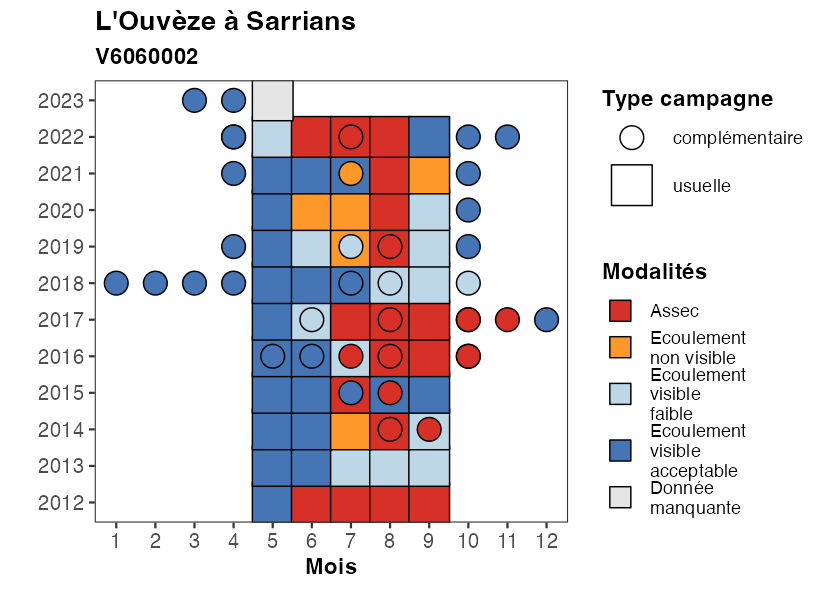 L'Ouvèze à Sarrians
V6060002
2023
2022
2021
2020
2019
2018
2017
2016
2015
2014
2013
2012
1 2 3 4 5 6 7 8 9 10 11 12
Mois
Type campagne
complémentaire
usuelle
Modalités
Assec
Ecoulement
non visible
Ecoulement
visible
faible
Ecoulement
visible
acceptable
Donnée
manquante